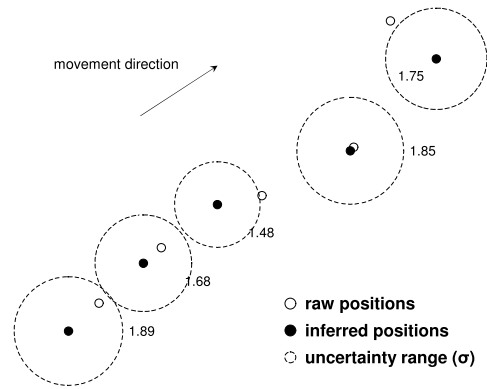 1.75
movement direction
1.85
1.48
1.68
raw positions
1.89
inferred positions
uncertainty range (σ)